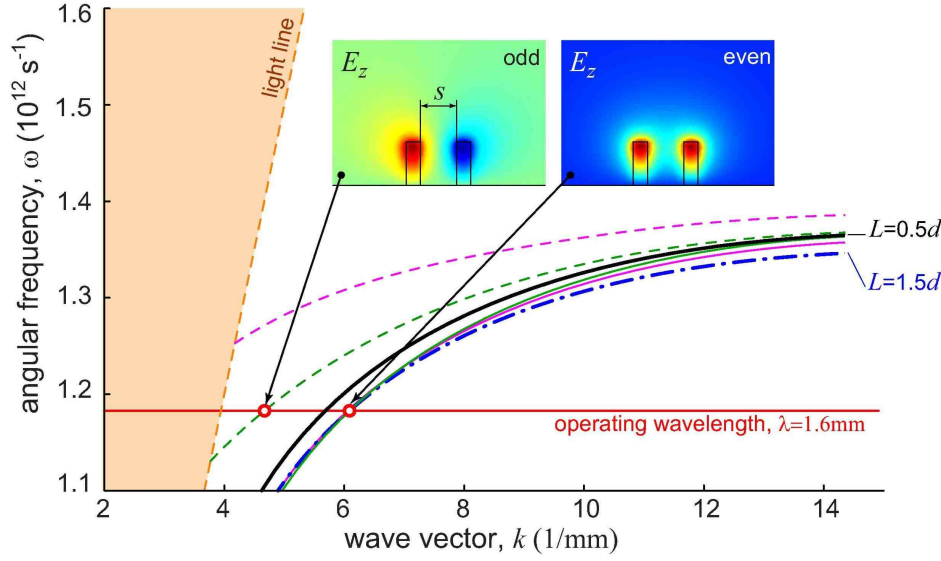 1.6
1.5
1.4
1.3
1.2
1.1
angular frequency, ω (10¹² s⁻¹)
light line
E_z
odd
s
E_z
even
L=0.5d
L=1.5d
operating wavelength, λ=1.6mm
2
4
6
8
10
12
14
wave vector, k (1/mm)